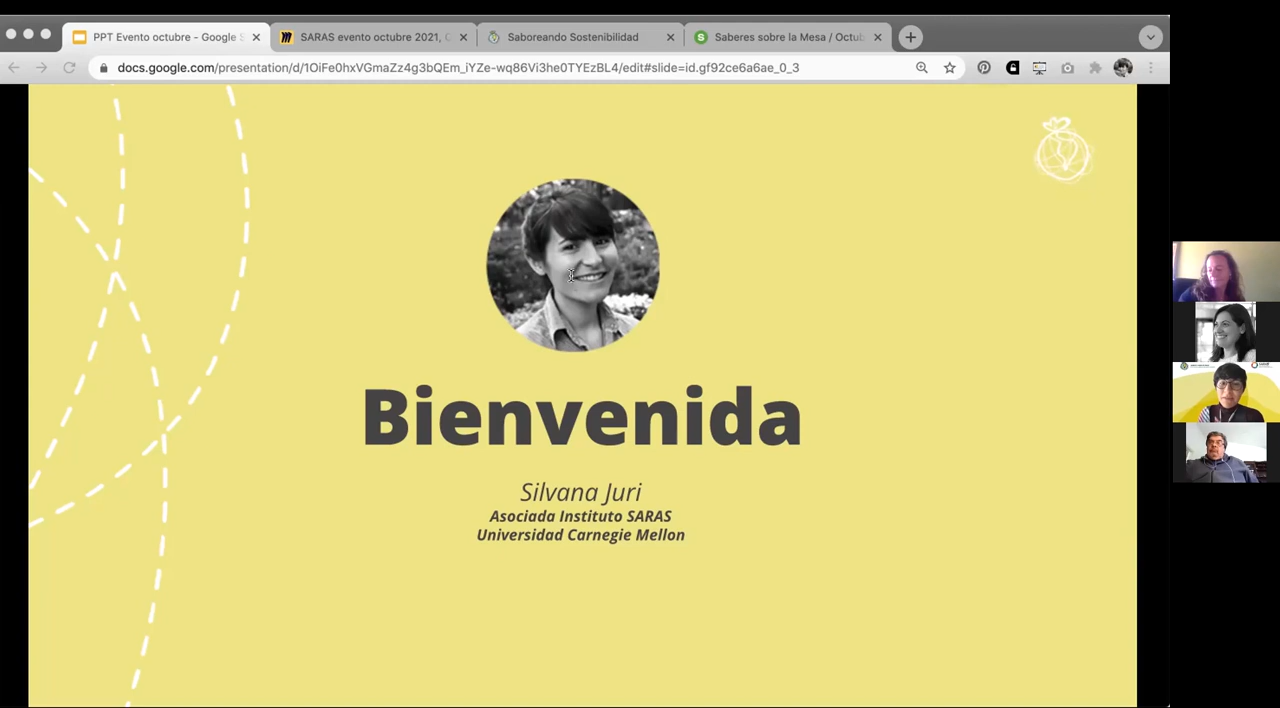 PPT Evento octubre - Google S
SARAS evento octubre 2021, G
Saboreando Sostenibilidad
Saberes sobre la Mesa / Octub
docs.google.com/presentation/d/1OiFe0hxVGmaZz4g3bQEm_iYZe-wq86Vi3he0TYEzBL4/edit#slide=id.gf92ce6a6ae_0_3
Bienvenida
Silvana Juri
Asociada Instituto SARAS
Universidad Carnegie Mellon